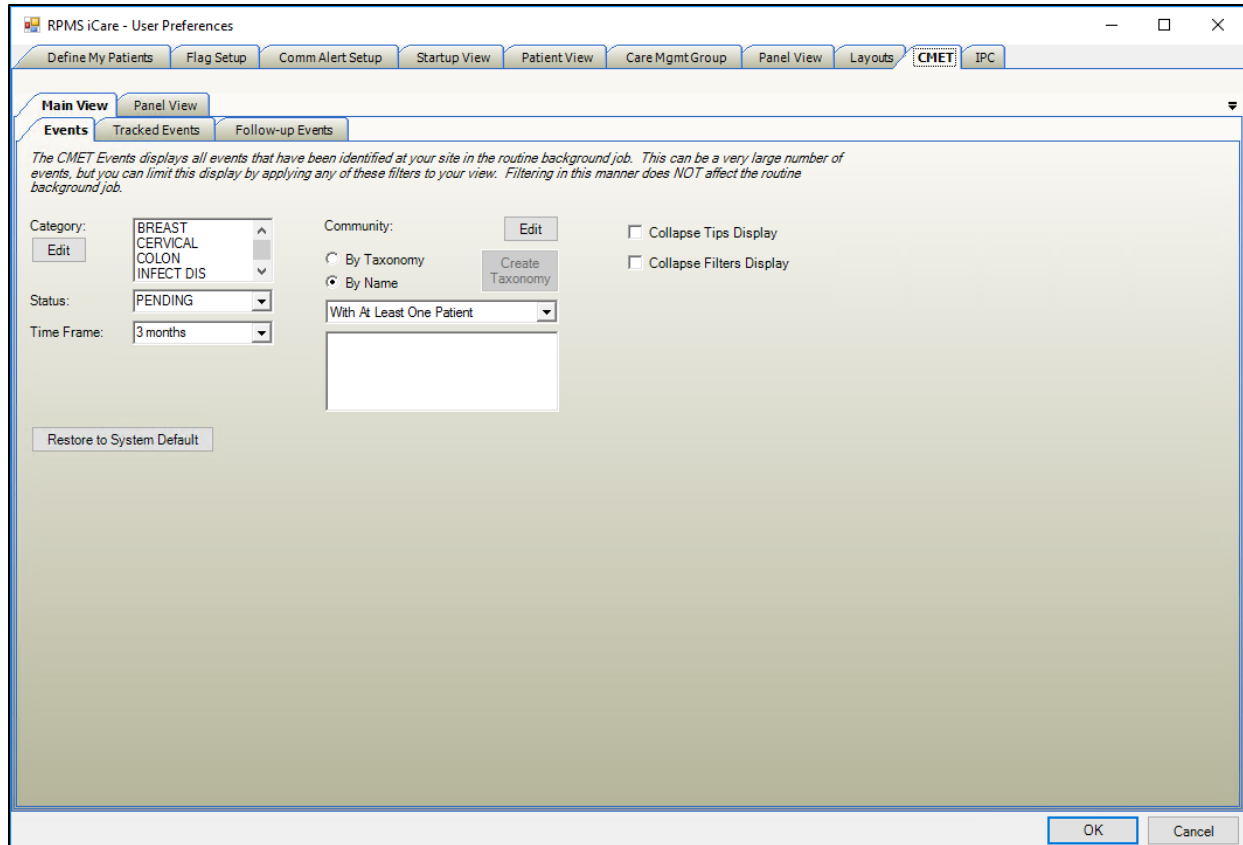 RPMS iCare - User Preferences
Define My Patients Flag Setup Comm Alert Setup Startup View Patient View Care Mgmt Group Panel View Layouts CMET IPC
Main View Panel View
Events Tracked Events Follow-up Events
The CMET Events displays all events that have been identified at your site in the routine background job. This can be a very large number of
events, but you can limit this display by applying any of these filters to your view. Filtering in this manner does NOT affect the routine
background job.
Category:
Edit
BREAST
CERVICAL
COLON
INFECT DIS
Status:
PENDING
Time Frame:
3 months
Community:
Edit
By Taxonomy
By Name
Create
Taxonomy
With At Least One Patient
Collapse Tips Display
Collapse Filters Display
Restore to System Default
OK
Cancel